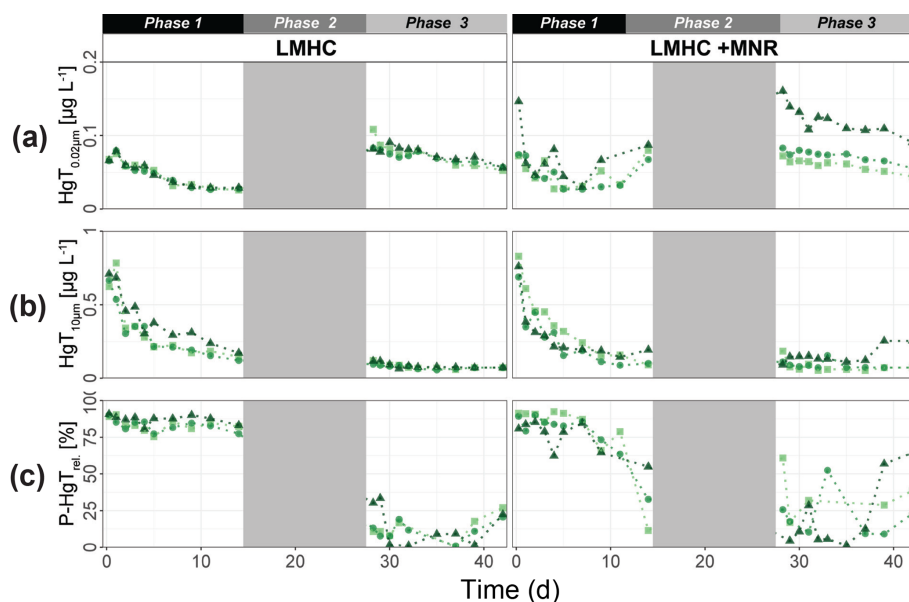 Phase 1 Phase 2 Phase 3 Phase 1 Phase 2 Phase 3
LMHC LMHC +MNR
(a) HgT0.02µm [µg L-1] 0.2 0.1 0
(b) HgT10µm [µg L-1] 1 0.5 0
(c) P-HgTrel. [%] 100 75 50 25 0
0 10 20 30 40 0 10 20 30 40
Time (d)